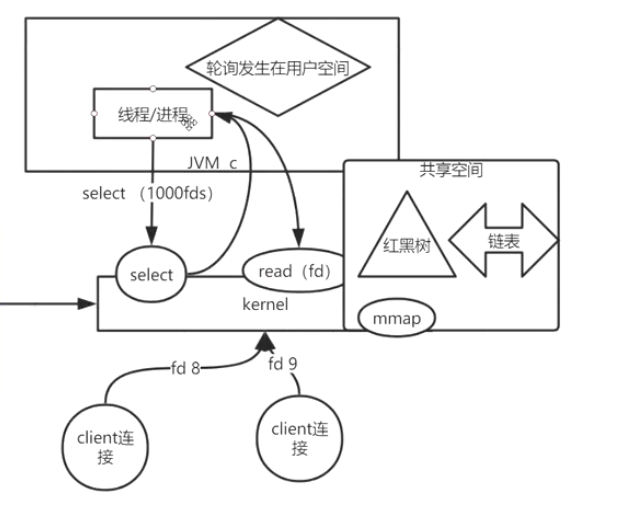 轮询发生在用户空间
线程/进程
JVM c
共享空间
select （1000fds）
红黑树
链表
select
read（fd）
kernel
mmap
fd 8
fd 9
client连
接
client连
接